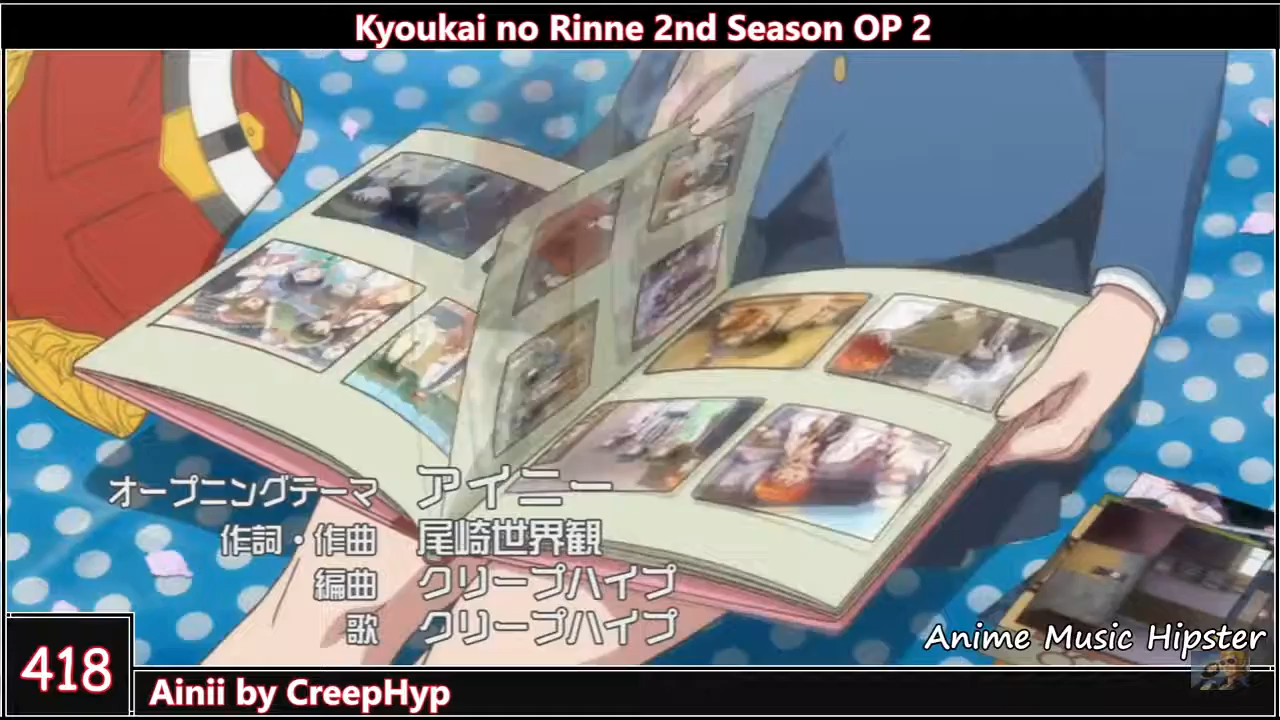 Kyoukai no Rinne 2nd Season OP 2
オープニングテーマ アイニー
作詞・作曲 尾崎世界観
編曲 クリープハイプ
歌 クリープハイプ
Anime Music Hipster
418
Ainii by CreepHyp